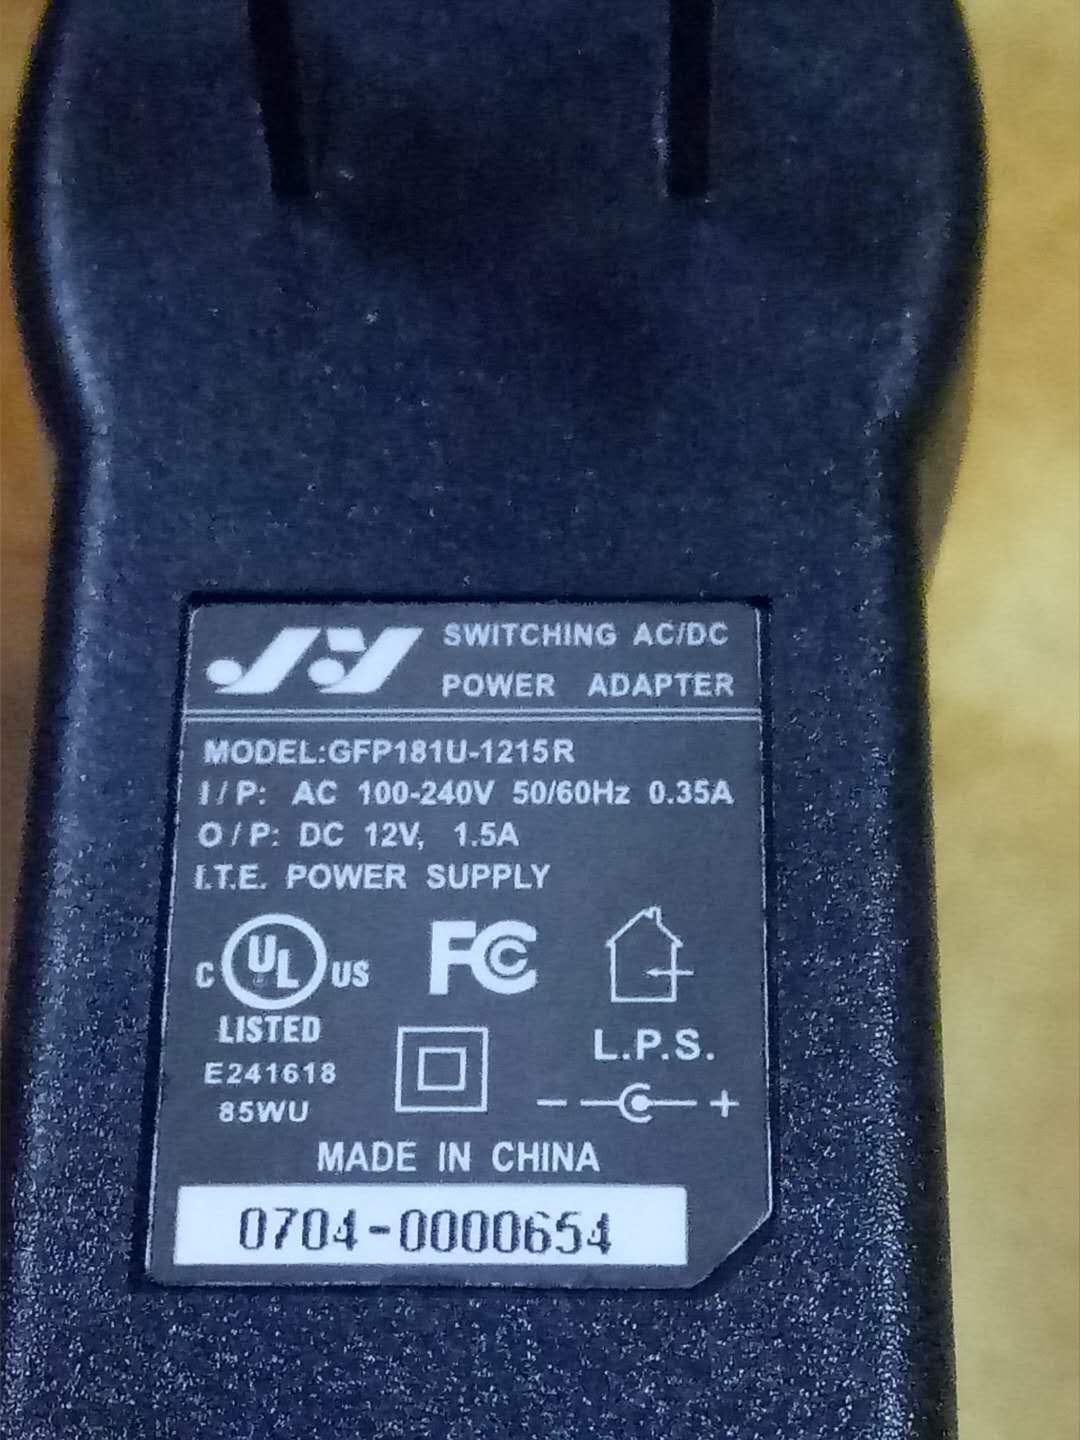 SWITCHING AC/DC
POWER ADAPTER
MODEL:GFP181U-1215R
I/P: AC 100-240V 50/60Hz 0.35A
O/P: DC 12V, 1.5A
I.T.E. POWER SUPPLY
C UL US
LISTED
E241618
85WU
FC
L.P.S.
- +
MADE IN CHINA
0704-0000654